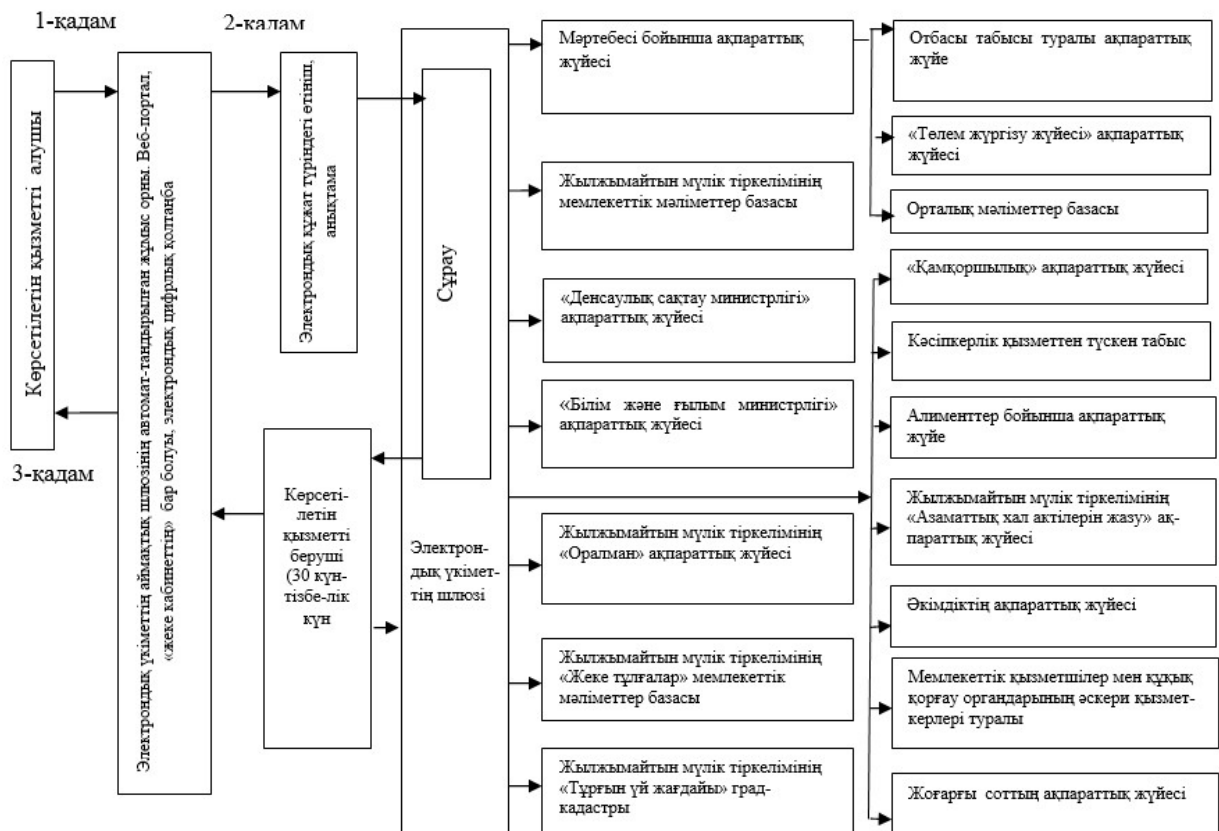 1-қадам
2-қадам
3-қадам
Көрсетілетін қызметті алушы
Электрондық үкіметтің аймақтық шлюзінің автомат-тандырылған жұмыс орны. Веб-портал,
«жеке кабинеттің» бар болуы, электрондық цифрлық қолтаңба
Электрондық құжат түріндегі өтініш,
анықтама
Көрсеті-
летін
қызметті
беруші
(30 күн-
тізбе-лік
күн
Сұрау
Электрон-
дық үкімет-
тің шлюзі
Мәртебесі бойынша ақпараттық
жүйесі
Жылжымайтын мүлік тіркелімінің
мемлекеттік мәліметтер базасы
«Денсаулық сақтау министрлігі»
ақпараттық жүйесі
«Білім және ғылым министрлігі»
ақпараттық жүйесі
Жылжымайтын мүлік тіркелімінің
«Оралман» ақпараттық жүйесі
Жылжымайтын мүлік тіркелімінің
«Жеке тұлғалар» мемлекеттік
мәліметтер базасы
Жылжымайтын мүлік тіркелімінің
«Тұрғын үй жағдайы» град-
кадастры
Отбасы табысы туралы ақпараттық
жүйе
«Төлем жүргізу жүйесі» ақпараттық
жүйесі
Орталық мәліметтер базасы
«Қамқоршылық» ақпараттық жүйесі
Кәсіпкерлік қызметтен түскен табыс
Алименттер бойынша ақпараттық
жүйе
Жылжымайтын мүлік тіркелімінің
«Азаматтық хал актілерін жазу» ақ-
параттық жүйесі
Әкімдіктің ақпараттық жүйесі
Мемлекеттік қызметшілер мен құқық
қорғау органдарының әскери қызмет-
керлері туралы
Жоғарғы соттың ақпараттық жүйесі